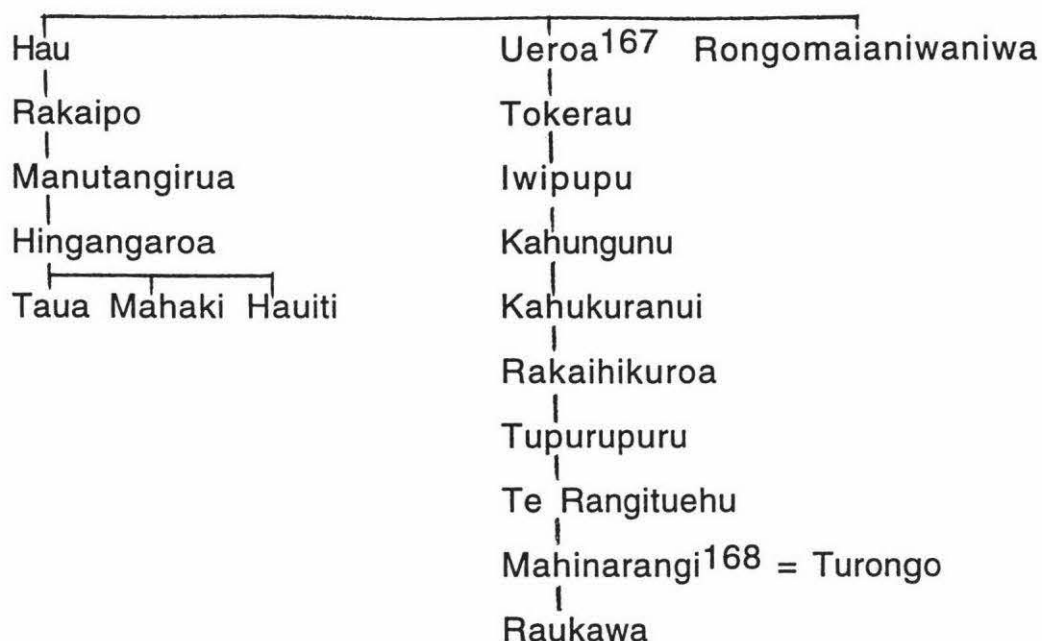 Hau Ueroa167 Rongomaianiwaniwa
Rakaipo Tokerau
Manutangirua Iwipupu
Hingangaroa Kahungunu
Taua Mahaki Hauiti Kahukuranui
Rakaihikuroa
Tupurupuru
Te Rangituehu
Mahinarangi168 = Turongo
Raukawa